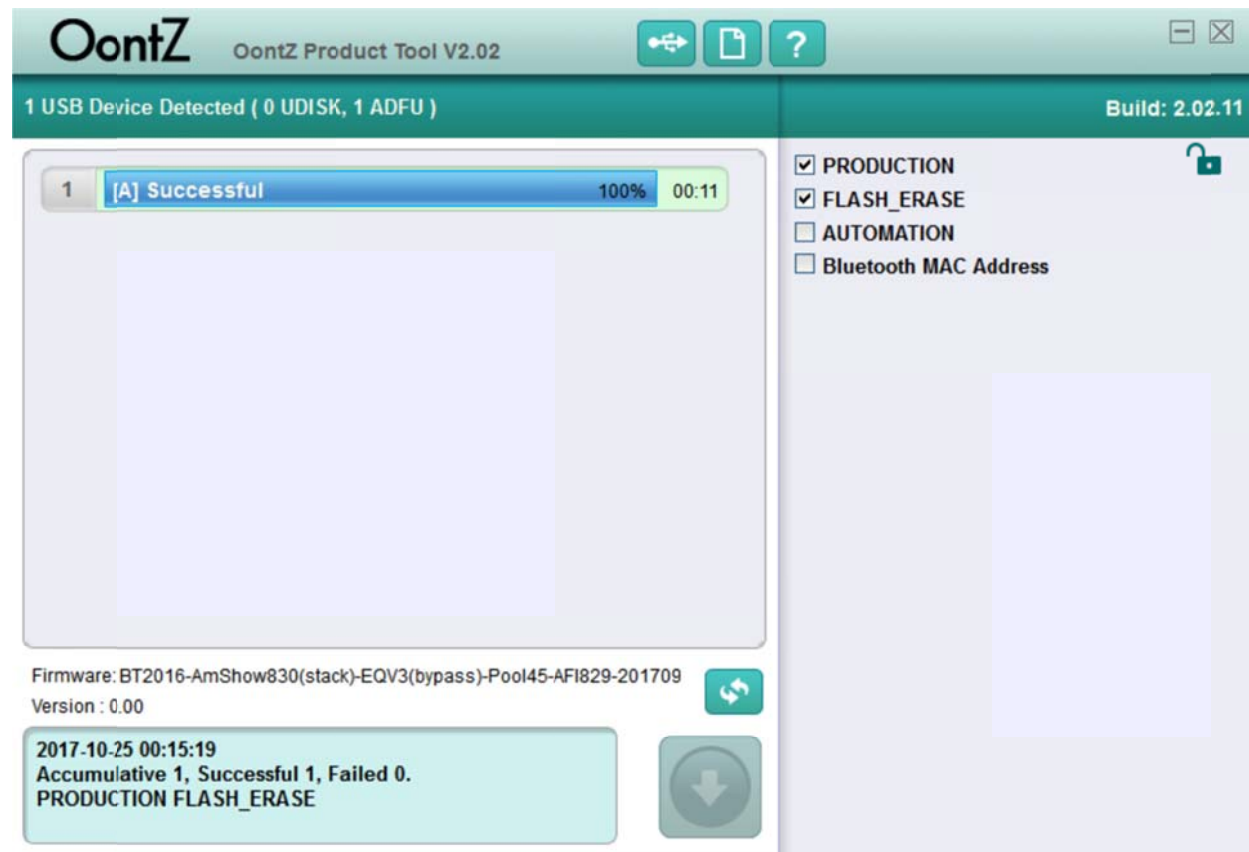 OontZ OontZ Product Tool V2.02 ?
1 USB Device Detected ( 0 UDISK, 1 ADFU ) Build: 2.02.11
1 [A] Successful 100% 00:11
PRODUCTION
FLASH_ERASE
AUTOMATION
Bluetooth MAC Address
Firmware: BT2016-AmShow830(stack)-EQV3(bypass)-Pool45-AFI829-201709
Version : 0.00
2017-10-25 00:15:19
Accumulative 1, Successful 1, Failed 0.
PRODUCTION FLASH_ERASE